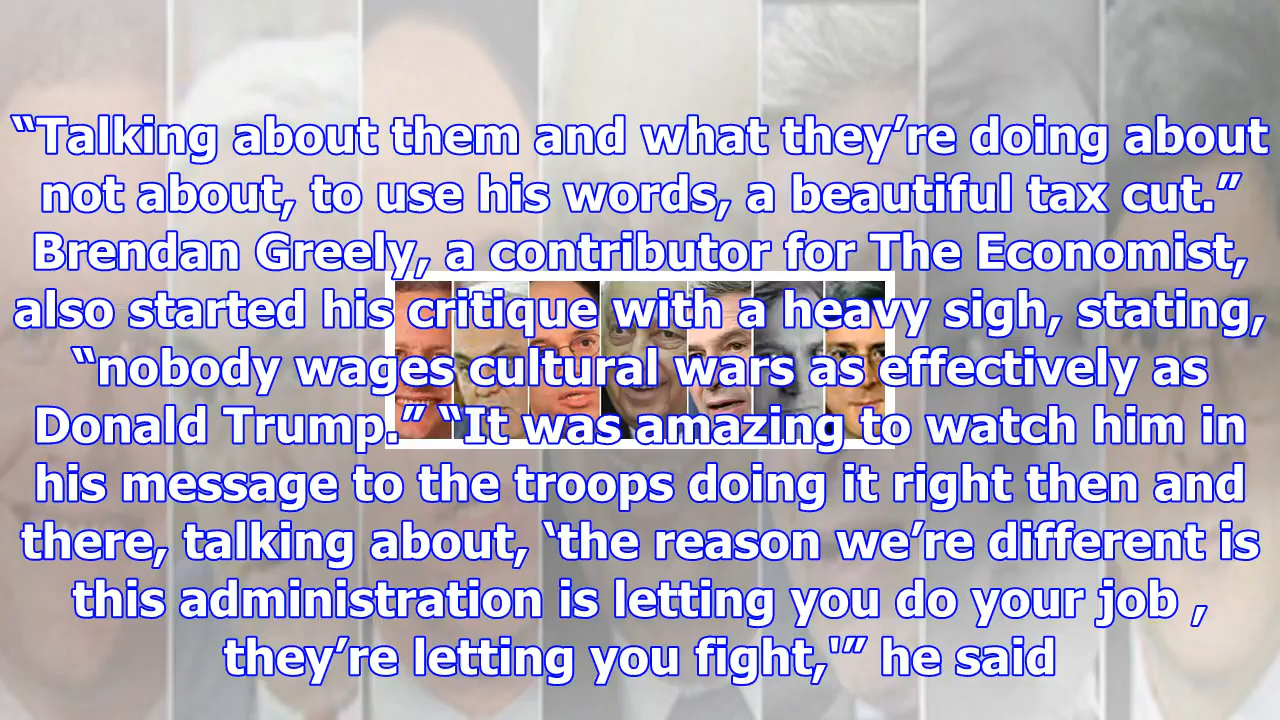 “Talking about them and what they’re doing about
not about, to use his words, a beautiful tax cut.”
Brendan Greely, a contributor for The Economist,
also started his critique with a heavy sigh, stating,
“nobody wages cultural wars as effectively as
Donald Trump.” “It was amazing to watch him in
his message to the troops doing it right then and
there, talking about, ‘the reason we’re different is
this administration is letting you do your job ,
they’re letting you fight,'” he said